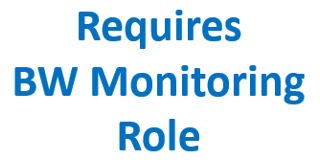 Requires
BW Monitoring
Role